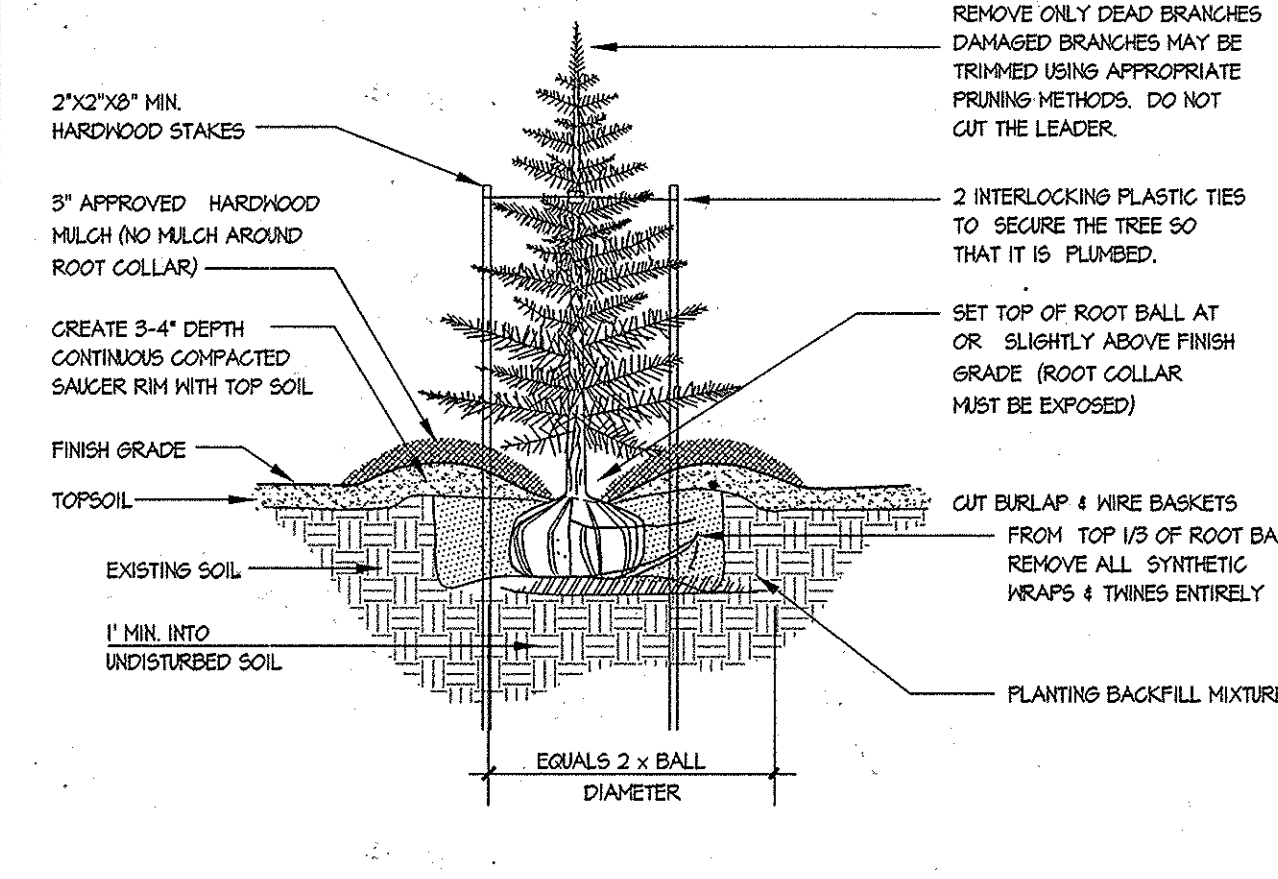 REMOVE ONLY DEAD BRANCHES
DAMAGED BRANCHES MAY BE
TRIMMED USING APPROPRIATE
PRUNING METHODS. DO NOT
CUT THE LEADER.
2"X2"X8" MIN.
HARDWOOD STAKES
3" APPROVED HARDWOOD
MULCH (NO MULCH AROUND
ROOT COLLAR)
2 INTERLOCKING PLASTIC TIES
TO SECURE THE TREE SO
THAT IT IS PLUMBED.
CREATE 3-4" DEPTH
CONTINUOUS COMPACTED
SAUCER RIM WITH TOP SOIL
SET TOP OF ROOT BALL AT
OR SLIGHTLY ABOVE FINISH
GRADE (ROOT COLLAR
MUST BE EXPOSED)
FINISH GRADE
TOPSOIL
CUT BURLAP & WIRE BASKETS
FROM TOP 1/3 OF ROOT BA
REMOVE ALL SYNTHETIC
WRAPS & TWINES ENTIRELY
EXISTING SOIL
1' MIN. INTO
UNDISTURBED SOIL
PLANTING BACKFILL MIXTURE
EQUALS 2 x BALL
DIAMETER